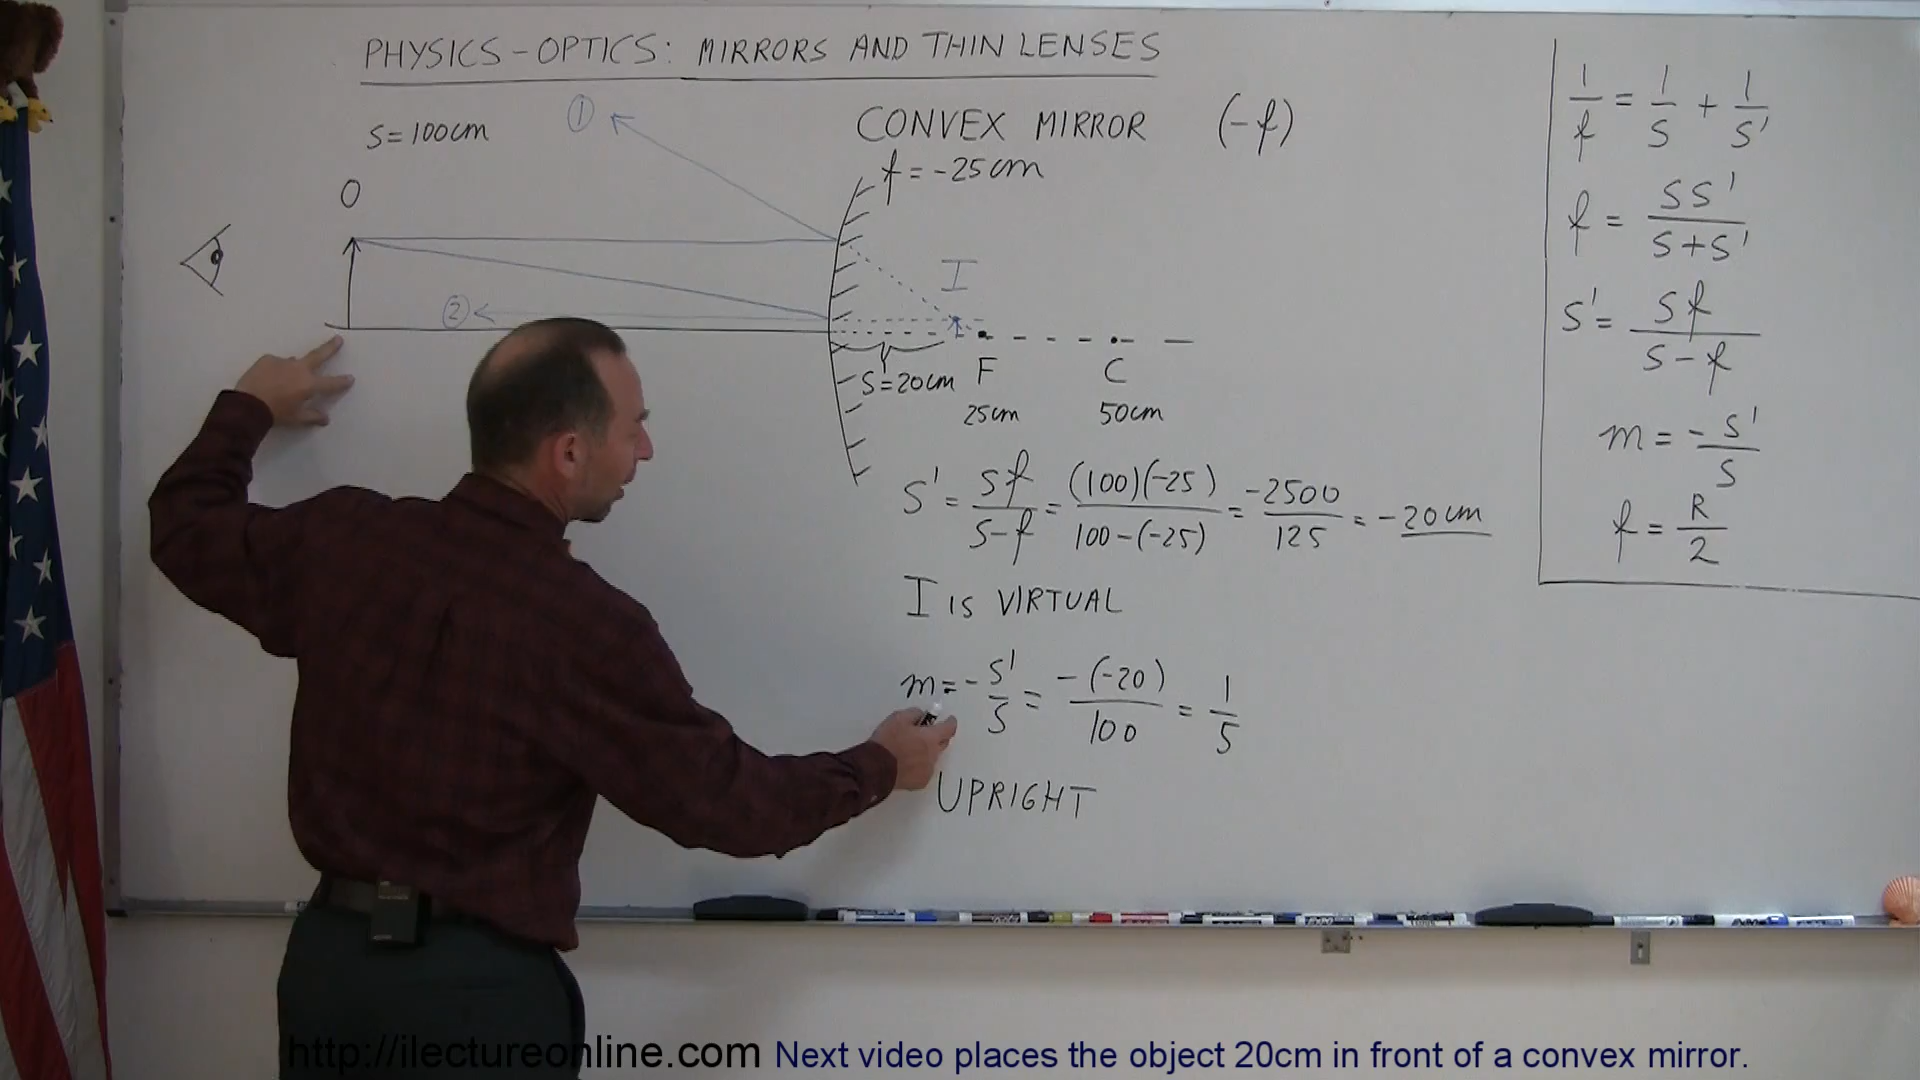 PHYSICS - OPTICS: MIRRORS AND THIN LENSES
S = 100cm
①
CONVEX MIRROR (-f)
f = -25cm
O
I
②
S = 20cm
F
C
25cm
50cm
S' = Sf/S-f = (100)(-25)/100-(-25) = -2500/125 = -20cm
I IS VIRTUAL
m = - S'/S = -(-20)/100 = 1/5
UPRIGHT
1/f = 1/S + 1/S'
f = SS'/S+S'
S' = Sf/S-f
m = - S'/S
f = R/2
http://ilectureonline.com Next video places the object 20cm in front of a convex mirror.